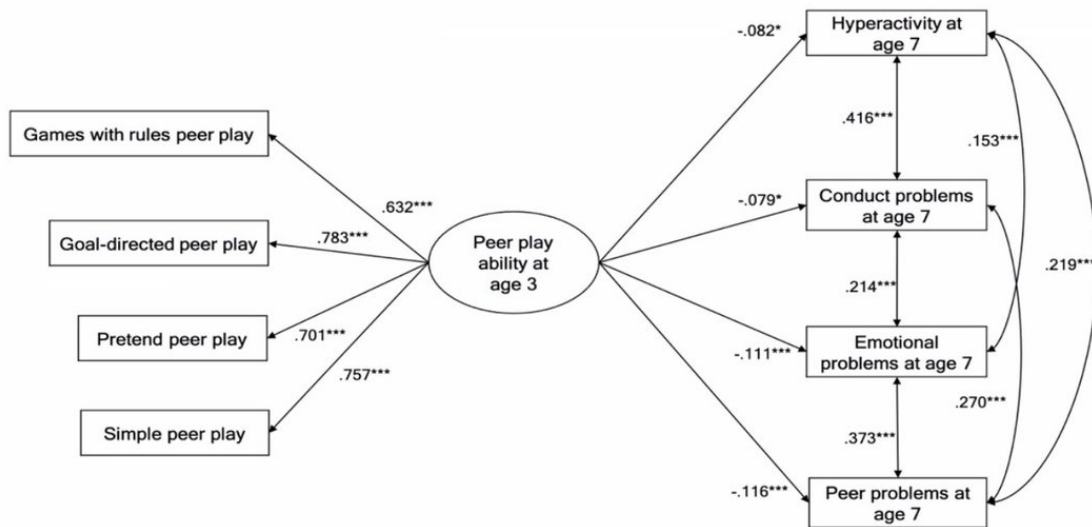 Hyperactivity at
age 7
-.082*
.416***
.153***
Games with rules peer play
.632***
Conduct problems
at age 7
-.079*
Goal-directed peer play
.783***
Peer play
ability at
age 3
.219***
.214***
Pretend peer play
.701***
Emotional
problems at age 7
-.111***
.757***
.270***
Simple peer play
.373***
-.116***
Peer problems at
age 7